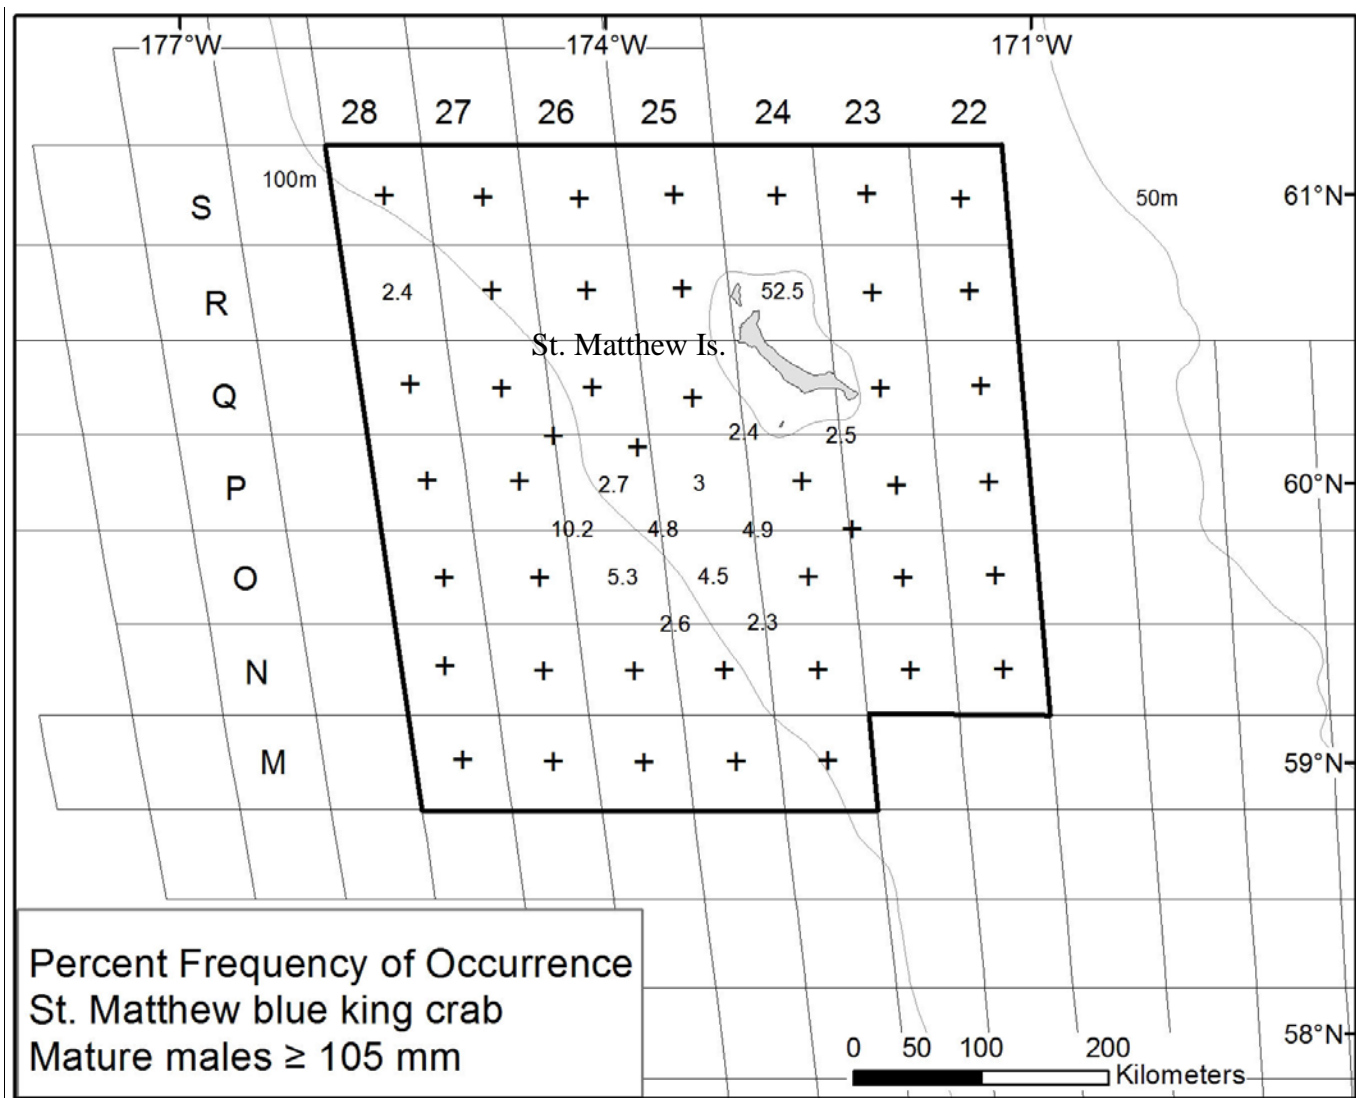 177°W 174°W 171°W
28 27 26 25 24 23 22
100m
S 50m 61°N
R 2.4 52.5
St. Matthew Is.
Q
2.4 2.5
P 2.7 3 60°N
10.2 4.8 4.9
O 5.3 4.5
2.6 2.3
N
M 59°N
Percent Frequency of Occurrence
St. Matthew blue king crab
Mature males ≥ 105 mm
58°N
0 50 100 200
Kilometers